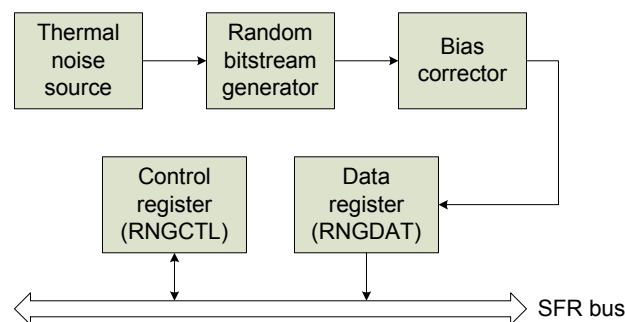 Thermal
noise
source
Random
bitstream
generator
Bias
corrector
Control
register
(RNGCTL)
Data
register
(RNGDAT)
SFR bus